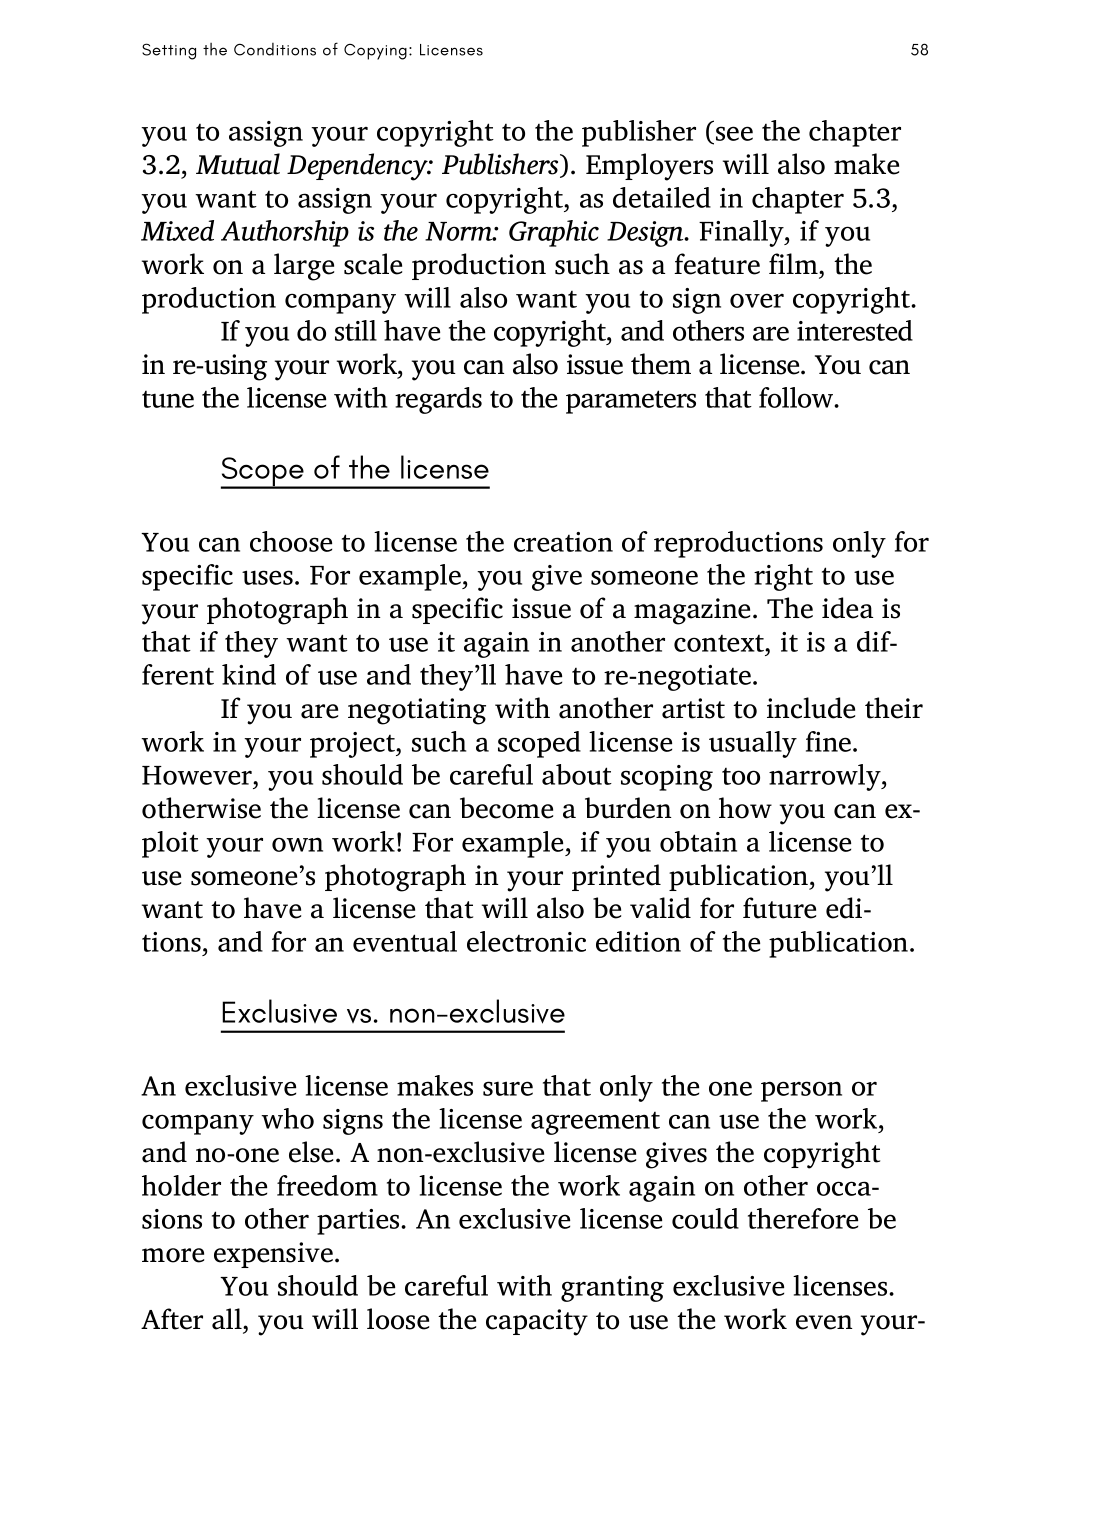 Setting the Conditions of Copying: Licenses 58
you to assign your copyright to the publisher (see the chapter
3.2, Mutual Dependency: Publishers). Employers will also make
you want to assign your copyright, as detailed in chapter 5.3,
Mixed Authorship is the Norm: Graphic Design. Finally, if you
work on a large scale production such as a feature film, the
production company will also want you to sign over copyright.
If you do still have the copyright, and others are interested
in re-using your work, you can also issue them a license. You can
tune the license with regards to the parameters that follow.
Scope of the license
You can choose to license the creation of reproductions only for
specific uses. For example, you give someone the right to use
your photograph in a specific issue of a magazine. The idea is
that if they want to use it again in another context, it is a dif-
ferent kind of use and they’ll have to re-negotiate.
If you are negotiating with another artist to include their
work in your project, such a scoped license is usually fine.
However, you should be careful about scoping too narrowly,
otherwise the license can become a burden on how you can ex-
ploit your own work! For example, if you obtain a license to
use someone’s photograph in your printed publication, you’ll
want to have a license that will also be valid for future edi-
tions, and for an eventual electronic edition of the publication.
Exclusive vs. non-exclusive
An exclusive license makes sure that only the one person or
company who signs the license agreement can use the work,
and no-one else. A non-exclusive license gives the copyright
holder the freedom to license the work again on other occa-
sions to other parties. An exclusive license could therefore be
more expensive.
You should be careful with granting exclusive licenses.
After all, you will loose the capacity to use the work even your-